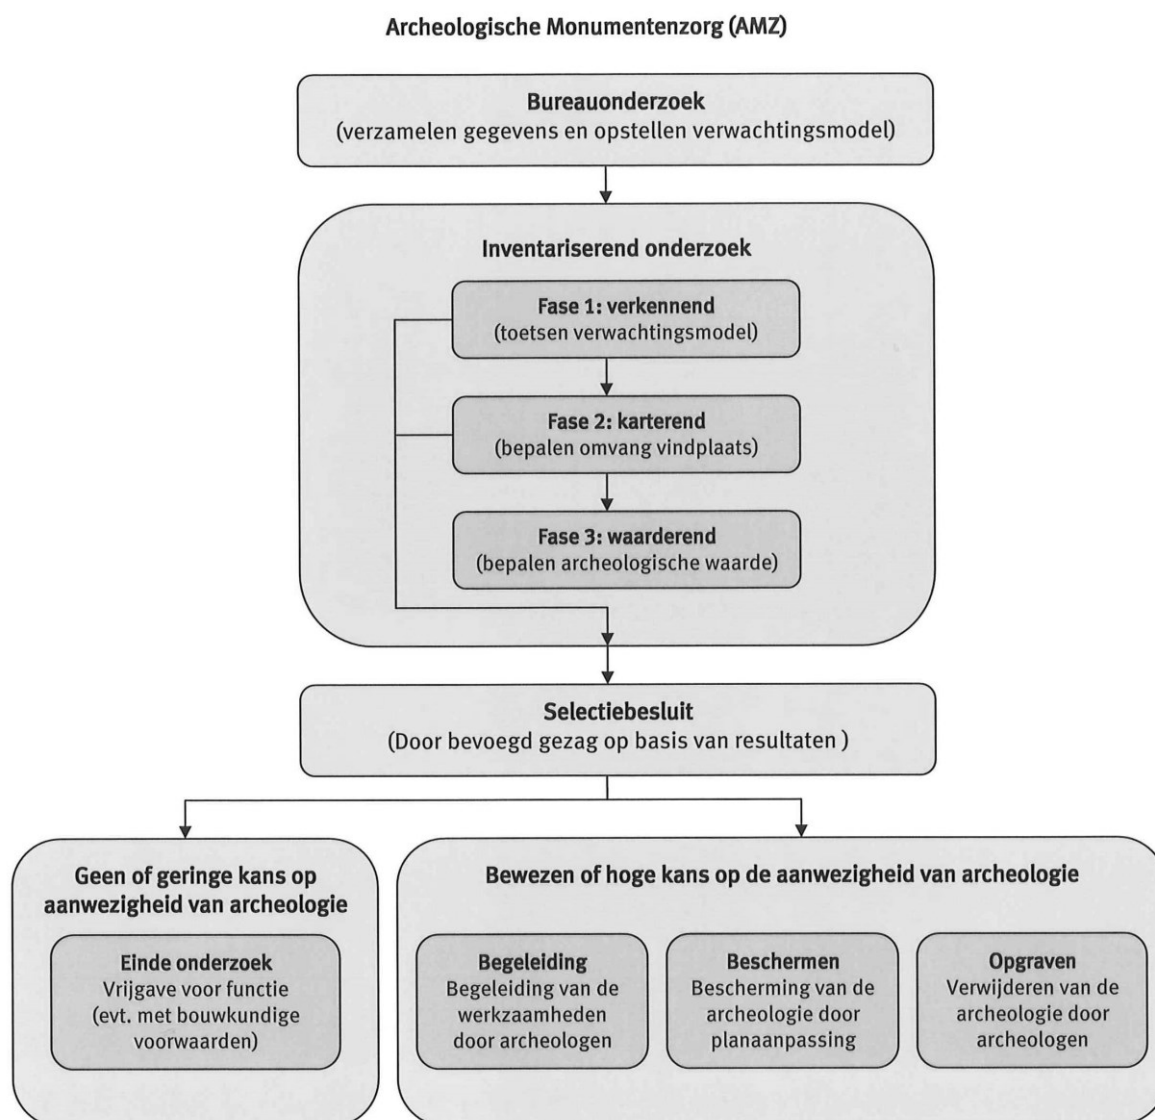 Archeologische Monumentenzorg (AMZ)
Bureauonderzoek
(verzamelen gegevens en opstellen verwachtingsmodel)
Inventariserend onderzoek
Fase 1: verkennend
(toetsen verwachtingsmodel)
Fase 2: karterend
(bepalen omvang vindplaats)
Fase 3: waarderend
(bepalen archeologische waarde)
Selectiebesluit
(Door bevoegd gezag op basis van resultaten )
Geen of geringe kans op
aanwezigheid van archeologie
Einde onderzoek
Vrijgave voor functie
(evt. met bouwkundige
voorwaarden)
Bewezen of hoge kans op de aanwezigheid van archeologie
Begeleiding
Begeleiding van de
werkzaamheden
door archeologen
Beschermen
Bescherming van de
archeologie door
planaanpassing
Opgraven
Verwijderen van de
archeologie door
archeologen